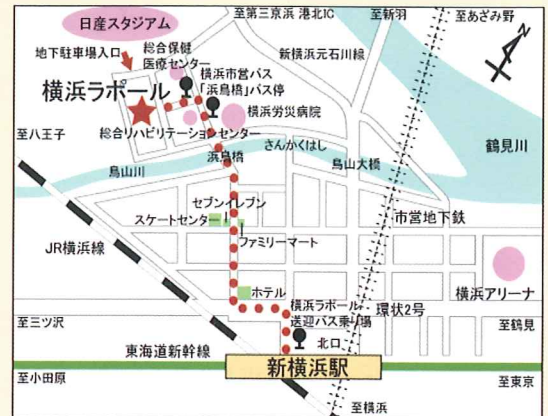 日産スタジアム
至第三京浜 港北IC
至新羽
至あざみ野
地下駐車場入口
総合保健
医療センター
新横浜元石川線
N
横浜ラポール
横浜市営バス
「浜鳥橋」バス停
横浜労災病院
至八王子
総合リハビリテーションセンター
さんかくはし
鶴見川
浜鳥橋
鳥山川
鳥山大橋
セブンイレブン
スケートセンター
市営地下鉄
ファミリーマート
JR横浜線
横浜アリーナ
ホテル
横浜ラポール
送迎バス乗り場
環状2号
至三ツ沢
至鶴見
北口
東海道新幹線
新横浜駅
至小田原
至東京
至横浜